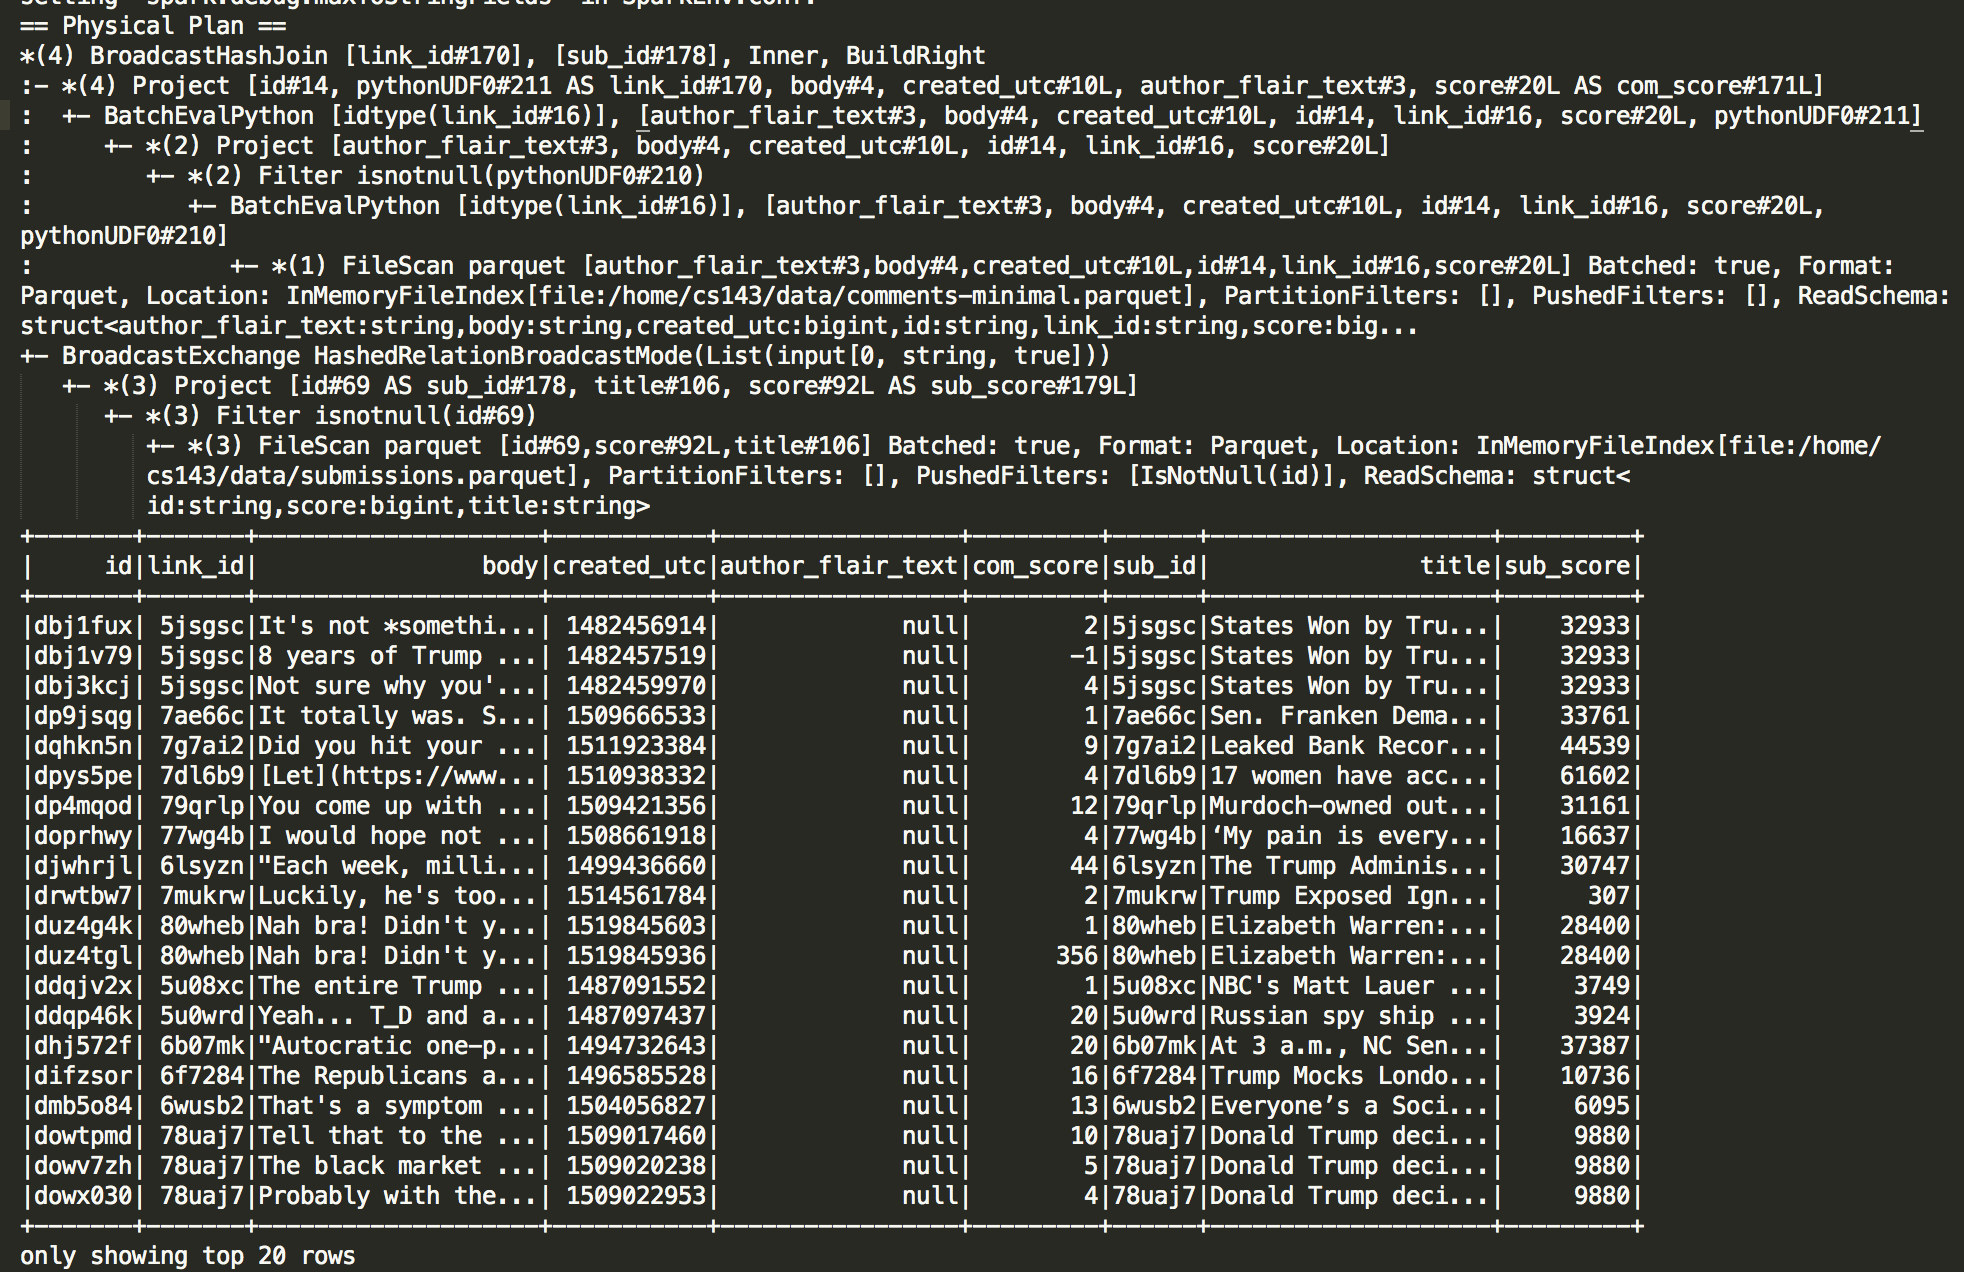 setting 'spark.debug.maxToStringFields' in SparkEnv.conf.
== Physical Plan ==
*(4) BroadcastHashJoin [link_id#170], [sub_id#178], Inner, BuildRight
:- *(4) Project [id#14, pythonUDF0#211 AS link_id#170, body#4, created_utc#10L, author_flair_text#3, score#20L AS com_score#171L]
:  +- BatchEvalPython [idtype(link_id#16)], [author_flair_text#3, body#4, created_utc#10L, id#14, link_id#16, score#20L, pythonUDF0#211]
:     +- *(2) Project [author_flair_text#3, body#4, created_utc#10L, id#14, link_id#16, score#20L]
:        +- *(2) Filter isnotnull(pythonUDF0#210)
:           +- BatchEvalPython [idtype(link_id#16)], [author_flair_text#3, body#4, created_utc#10L, id#14, link_id#16, score#20L,
pythonUDF0#210]
:              +- *(1) FileScan parquet [author_flair_text#3,body#4,created_utc#10L,id#14,link_id#16,score#20L] Batched: true, Format:
Parquet, Location: InMemoryFileIndex[file:/home/cs143/data/comments-minimal.parquet], PartitionFilters: [], PushedFilters: [], ReadSchema:
struct<author_flair_text:string,body:string,created_utc:bigint,id:string,link_id:string,score:big...
+- BroadcastExchange HashedRelationBroadcastMode(List(input[0, string, true]))
   +- *(3) Project [id#69 AS sub_id#178, title#106, score#92L AS sub_score#179L]
      +- *(3) Filter isnotnull(id#69)
         +- *(3) FileScan parquet [id#69,score#92L,title#106] Batched: true, Format: Parquet, Location: InMemoryFileIndex[file:/home/
         cs143/data/submissions.parquet], PartitionFilters: [], PushedFilters: [IsNotNull(id)], ReadSchema: struct<
         id:string,score:bigint,title:string>
+-------+-------+--------------------+-----------+-----------------+---------+------+--------------------+---------+
|     id|link_id|                body|created_utc|author_flair_text|com_score|sub_id|               title|sub_score|
+-------+-------+--------------------+-----------+-----------------+---------+------+--------------------+---------+
|dbj1fux| 5jsgsc|It's not *somethi...| 1482456914|             null|        2|5jsgsc|States Won by Tru...|    32933|
|dbj1v79| 5jsgsc|8 years of Trump ...| 1482457519|             null|       -1|5jsgsc|States Won by Tru...|    32933|
|dbj3kcj| 5jsgsc|Not sure why you'...| 1482459970|             null|        4|5jsgsc|States Won by Tru...|    32933|
|dp9jsqg| 7ae66c|It totally was. S...| 1509666533|             null|        1|7ae66c|Sen. Franken Dema...|    33761|
|dqhkn5n| 7g7ai2|Did you hit your ...| 1511923384|             null|        9|7g7ai2|Leaked Bank Recor...|    44539|
|dpys5pe| 7dl6b9|[Let](https://www...| 1510938332|             null|        4|7dl6b9|17 women have acc...|    61602|
|dp4mqod| 79qrlp|You come up with ...| 1509421356|             null|       12|79qrlp|Murdoch-owned out...|    31161|
|doprhwy| 77wg4b|I would hope not ...| 1508661918|             null|        4|77wg4b|‘My pain is every...|    16637|
|djwhrjl| 6lsyzn|"Each week, milli...| 1499436660|             null|       44|6lsyzn|The Trump Adminis...|    30747|
|drwtbw7| 7mukrw|Luckily, he's too...| 1514561784|             null|        2|7mukrw|Trump Exposed Ign...|      307|
|duz4g4k| 80wheb|Nah bra! Didn't y...| 1519845603|             null|        1|80wheb|Elizabeth Warren:...|    28400|
|duz4tgl| 80wheb|Nah bra! Didn't y...| 1519845936|             null|      356|80wheb|Elizabeth Warren:...|    28400|
|ddqjv2x| 5u08xc|The entire Trump ...| 1487091552|             null|        1|5u08xc|NBC's Matt Lauer ...|     3749|
|ddqp46k| 5u0wrd|Yeah... T_D and a...| 1487097437|             null|       20|5u0wrd|Russian spy ship ...|     3924|
|dhj572f| 6b07mk|"Autocratic one-p...| 1494732643|             null|       20|6b07mk|At 3 a.m., NC Sen...|    37387|
|difzsor| 6f7284|The Republicans a...| 1496585528|             null|       16|6f7284|Trump Mocks Londo...|    10736|
|dmb5o84| 6wusb2|That's a symptom ...| 1504056827|             null|       13|6wusb2|Everyone’s a Soci...|     6095|
|dowtpmd| 78uaj7|Tell that to the ...| 1509017460|             null|       10|78uaj7|Donald Trump deci...|     9880|
|dowv7zh| 78uaj7|The black market ...| 1509020238|             null|        5|78uaj7|Donald Trump deci...|     9880|
|dowx030| 78uaj7|Probably with the...| 1509022953|             null|        4|78uaj7|Donald Trump deci...|     9880|
+-------+-------+--------------------+-----------+-----------------+---------+------+--------------------+---------+
only showing top 20 rows